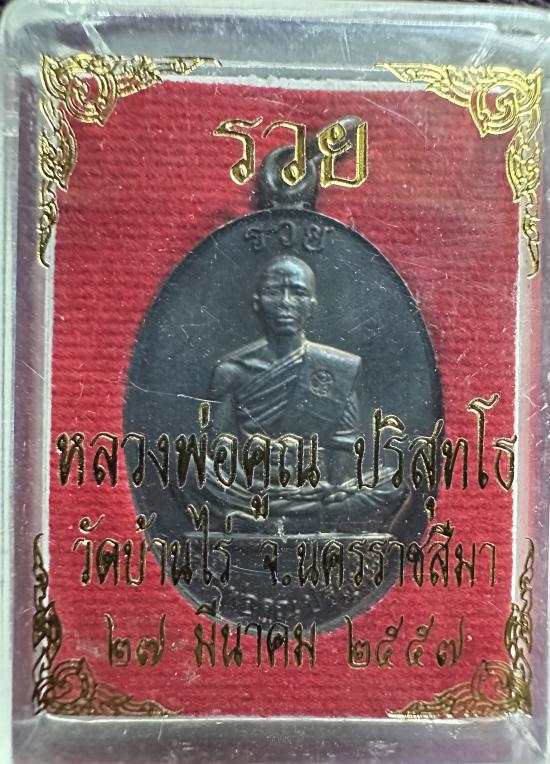 รวย
รวย
หลวงพ่อคูณ ปริสุทโธ
วัดบ้านไร่ จ.นครราชสีมา
๒๗ มีนาคม ๒๕๕๗